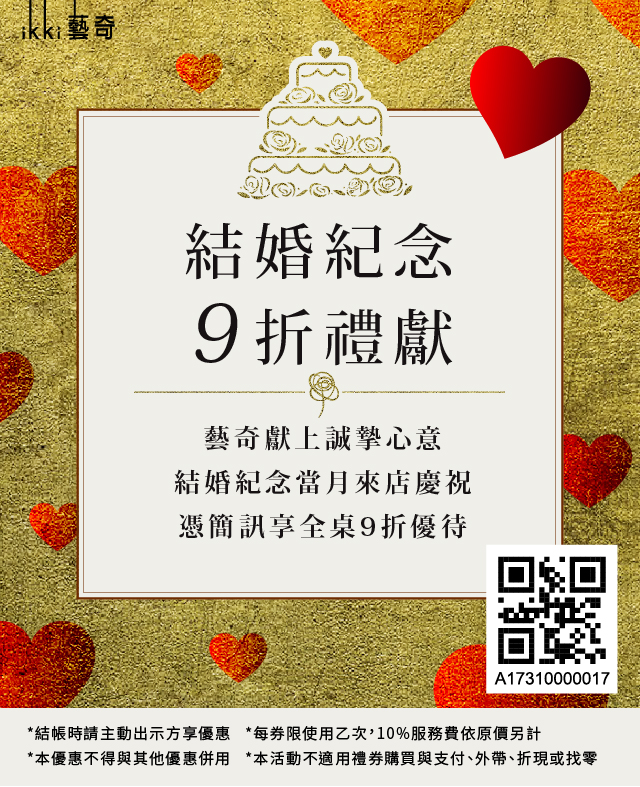 ikki 藝奇
結婚紀念
9折禮獻
藝奇獻上誠摯心意
結婚紀念當月來店慶祝
憑簡訊享全桌9折優待
A17310000017
*結帳時請主動出示方享優惠 *每券限使用乙次，10%服務費依原價另計
*本優惠不得與其他優惠併用 *本活動不適用禮券購買與支付、外帶、折現或找零